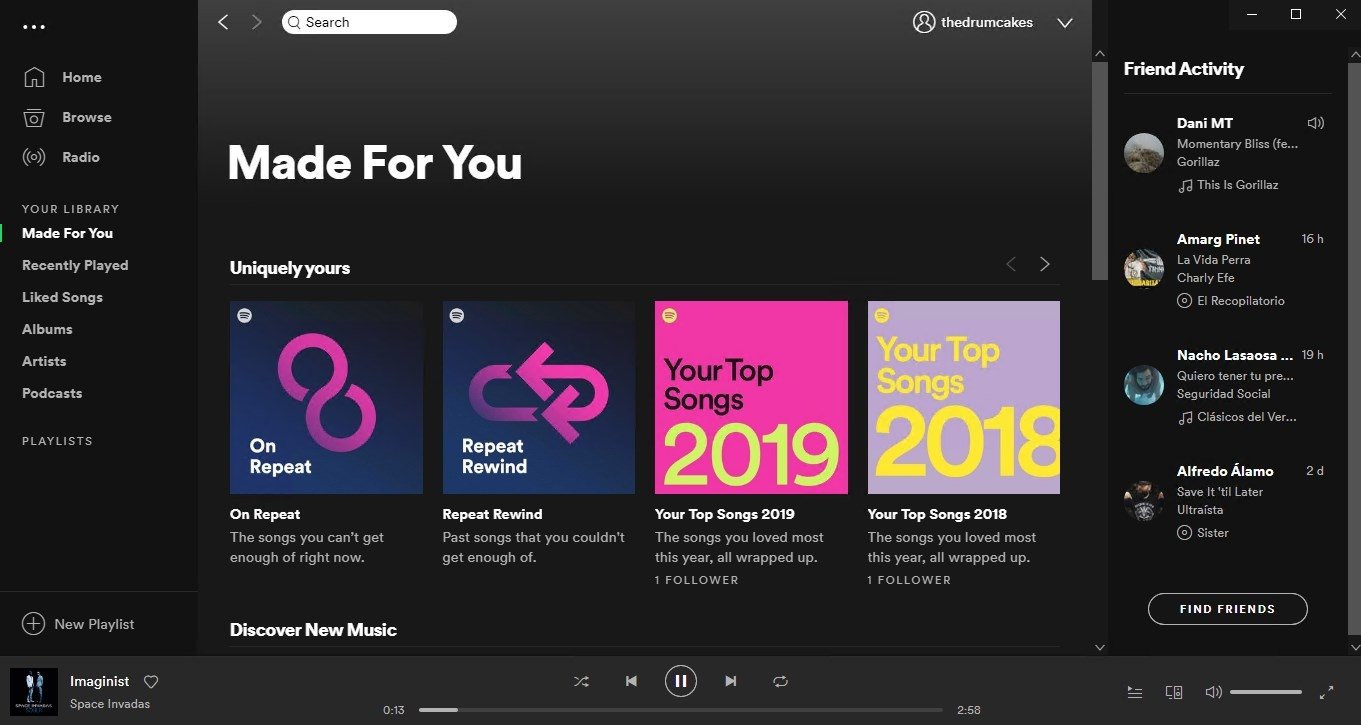 Search
thedrumcakes
Home
Browse
Radio
YOUR LIBRARY
Made For You
Recently Played
Liked Songs
Albums
Artists
Podcasts
PLAYLISTS
New Playlist
Made For You
Uniquely yours
On
Repeat
On Repeat
The songs you can't get
enough of right now.
Repeat
Rewind
Repeat Rewind
Past songs that you couldn't
get enough of.
Your Top
Songs
2019
Your Top Songs 2019
The songs you loved most
this year, all wrapped up.
1 FOLLOWER
Your Top
Songs
2018
Your Top Songs 2018
The songs you loved most
this year, all wrapped up.
1 FOLLOWER
Discover New Music
Friend Activity
Dani MT
Momentary Bliss (fe...
Gorillaz
This Is Gorillaz
Amarg Pinet 16 h
La Vida Perra
Charly Efe
El Recopilatorio
Nacho Lasaosa ... 19 h
Quiero tener tu pre...
Seguridad Social
Clásicos del Ver...
Alfredo Álamo 2 d
Save It 'til Later
Ultraísta
Sister
FIND FRIENDS
SPACE INVADAS
Imaginist
Space Invadas
0:13
2:58